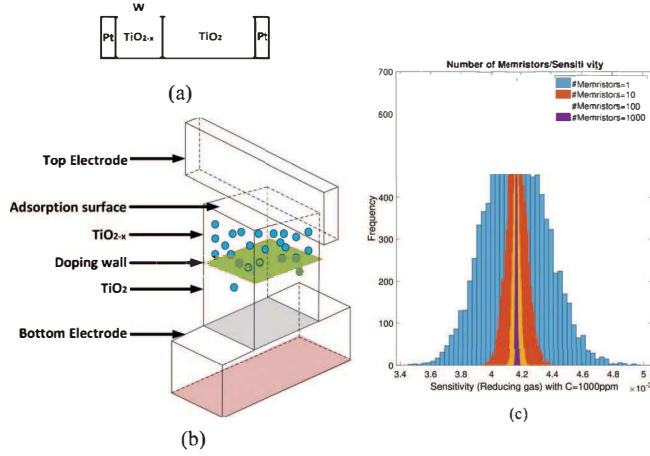 W
Pt TiO2-x TiO2 Pt
(a)
Top Electrode
Adsorption surface
TiO2-x
Doping wall
TiO2
Bottom Electrode
(b)
Number of Memristors/Sensiti vity
700
600
400
300
200
100
0
Frequency
#Memristors=1
#Memristors=10
#Memristors=100
#Memristors=1000
3.4 3.6 3.8 4 4.2 4.4 4.6 4.8 5
Sensitivity (Reducing gas) with C=1000ppm
(c)